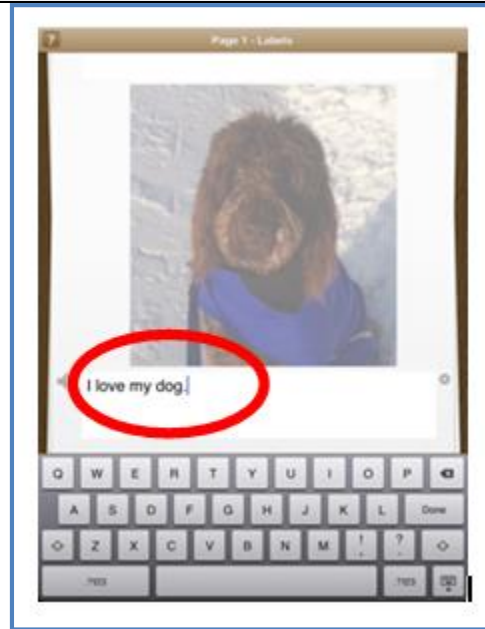 ?
Page 1 - Labels
I love my dog.
Q W E R T Y U I O P
A S D F G H J K L Done
Z X C V B N M ! , ? .
.?123 .?123